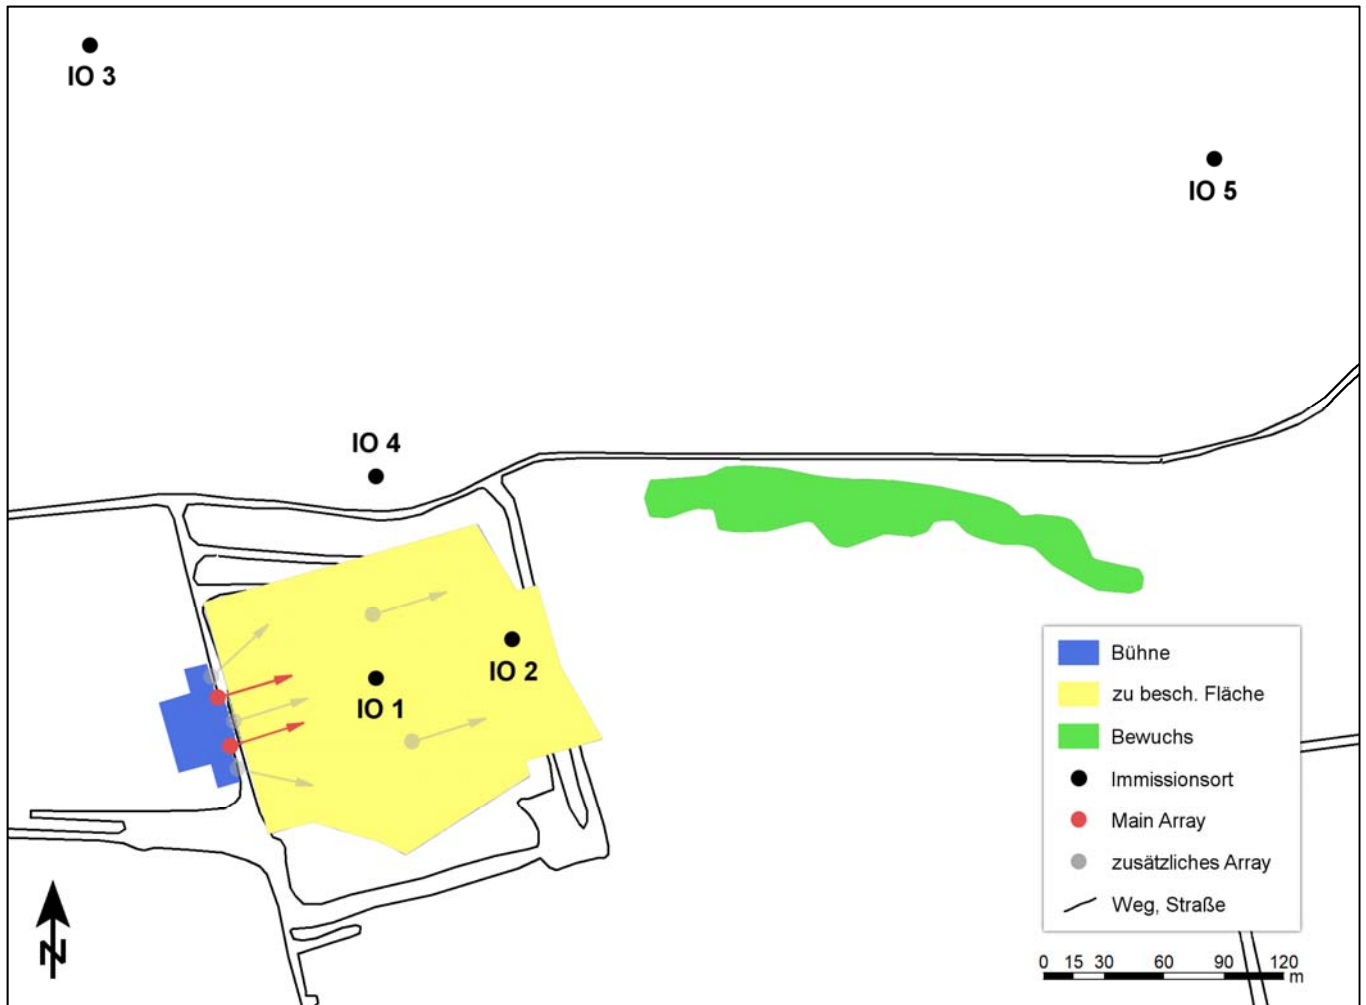 IO 3
IO 5
IO 4
IO 2
IO 1
Bühne
zu besch. Fläche
Bewuchs
Immissionsort
Main Array
zusätzliches Array
Weg, Straße
N
0 15 30 60 90 120
m